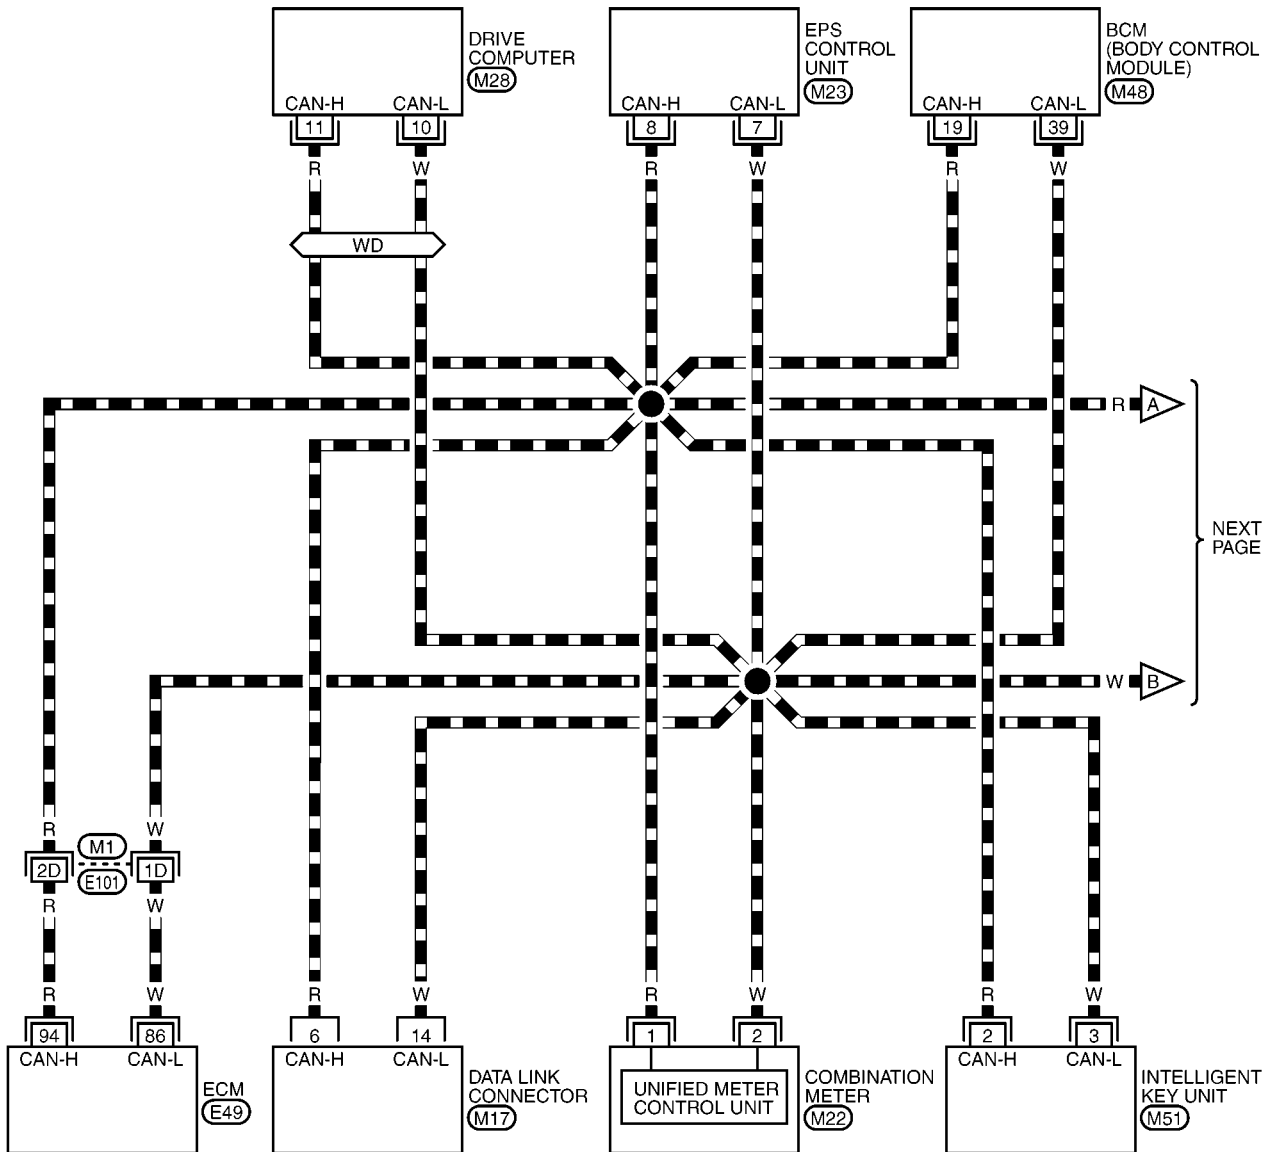 DRIVE
COMPUTER
M28
CAN-H CAN-L
11 10
R W
WD
EPS
CONTROL
UNIT
M23
CAN-H CAN-L
8 7
R W
BCM
(BODY CONTROL
MODULE)
M48
CAN-H CAN-L
19 39
R W
R A
NEXT
PAGE
W B
R W
M1
2D 1D
E101
R W
R W
94 86
CAN-H CAN-L
ECM
E49
R W
6 14
CAN-H CAN-L
DATA LINK
CONNECTOR
M17
R W
1 2
UNIFIED METER
CONTROL UNIT
COMBINATION
METER
M22
R W
2 3
CAN-H CAN-L
INTELLIGENT
KEY UNIT
M51